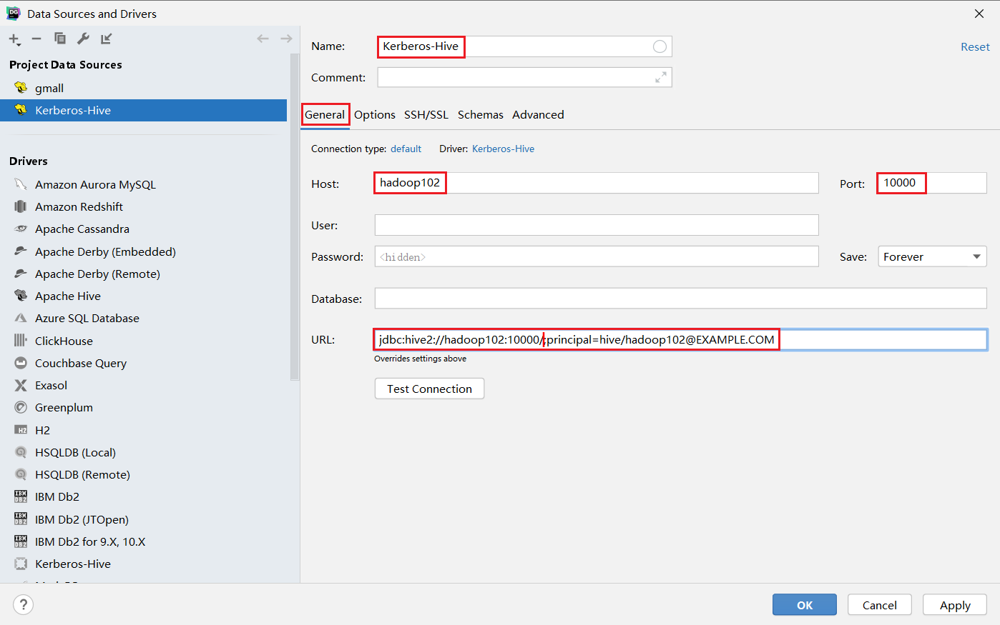 Data Sources and Drivers
Project Data Sources
gmall
Kerberos-Hive
Drivers
Amazon Aurora MySQL
Amazon Redshift
Apache Cassandra
Apache Derby (Embedded)
Apache Derby (Remote)
Apache Hive
Azure SQL Database
ClickHouse
Couchbase Query
Exasol
Greenplum
H2
HSQLDB (Local)
HSQLDB (Remote)
IBM Db2
IBM Db2 (JTOpen)
IBM Db2 for 9.X, 10.X
Kerberos-Hive
Name: Kerberos-Hive
Reset
Comment:
General Options SSH/SSL Schemas Advanced
Connection type: default Driver: Kerberos-Hive
Host: hadoop102 Port: 10000
User:
Password: <hidden> Save: Forever
Database:
URL: jdbc:hive2://hadoop102:10000/;principal=hive/hadoop102@EXAMPLE.COM
Overrides settings above
Test Connection
? OK Cancel Apply